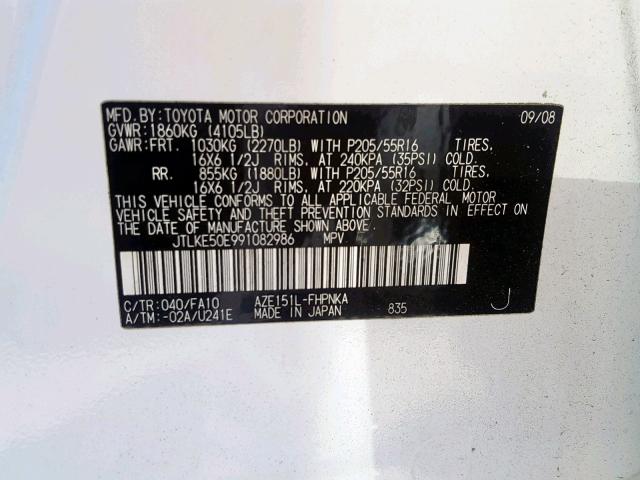 MFD. BY: TOYOTA MOTOR CORPORATION 09/08
GVWR: 1860KG (4105LB)
GAWR: FRT. 1030KG (2270LB) WITH P205/55R16 TIRES,
16X6 1/2J RIMS, AT 240KPA (35PSI) COLD.
RR. 855KG (1880LB) WITH P205/55R16 TIRES,
16X6 1/2J RIMS, AT 220KPA (32PSI) COLD.
THIS VEHICLE CONFORMS TO ALL APPLICABLE FEDERAL MOTOR
VEHICLE SAFETY AND THEFT PREVENTION STANDARDS IN EFFECT ON
THE DATE OF MANUFACTURE SHOWN ABOVE.
JTLKE50E991082986 MPV
C/TR: 040/FA10 AZE151L-FHPNKA
A/TM: -02A/U241E MADE IN JAPAN 835 J